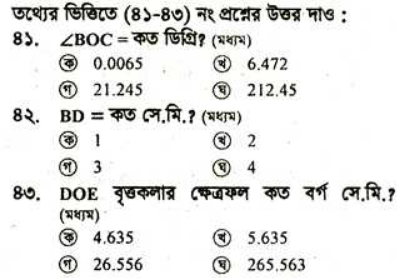 তথ্যের ভিত্তিতে (৪১-৪৩) নং প্রশ্নের উত্তর দাও :
৪১. ∠BOC = কত ডিগ্রি? (মধ্যম)
ক 0.0065 খ 6.472
গ 21.245 ঘ 212.45
৪২. BD = কত সে.মি.? (মধ্যম)
ক 1 খ 2
গ 3 ঘ 4
৪৩. DOE বৃত্তকলার ক্ষেত্রফল কত বর্গ সে.মি.?
(মধ্যম)
ক 4.635 খ 5.635
গ 26.556 ঘ 265.563